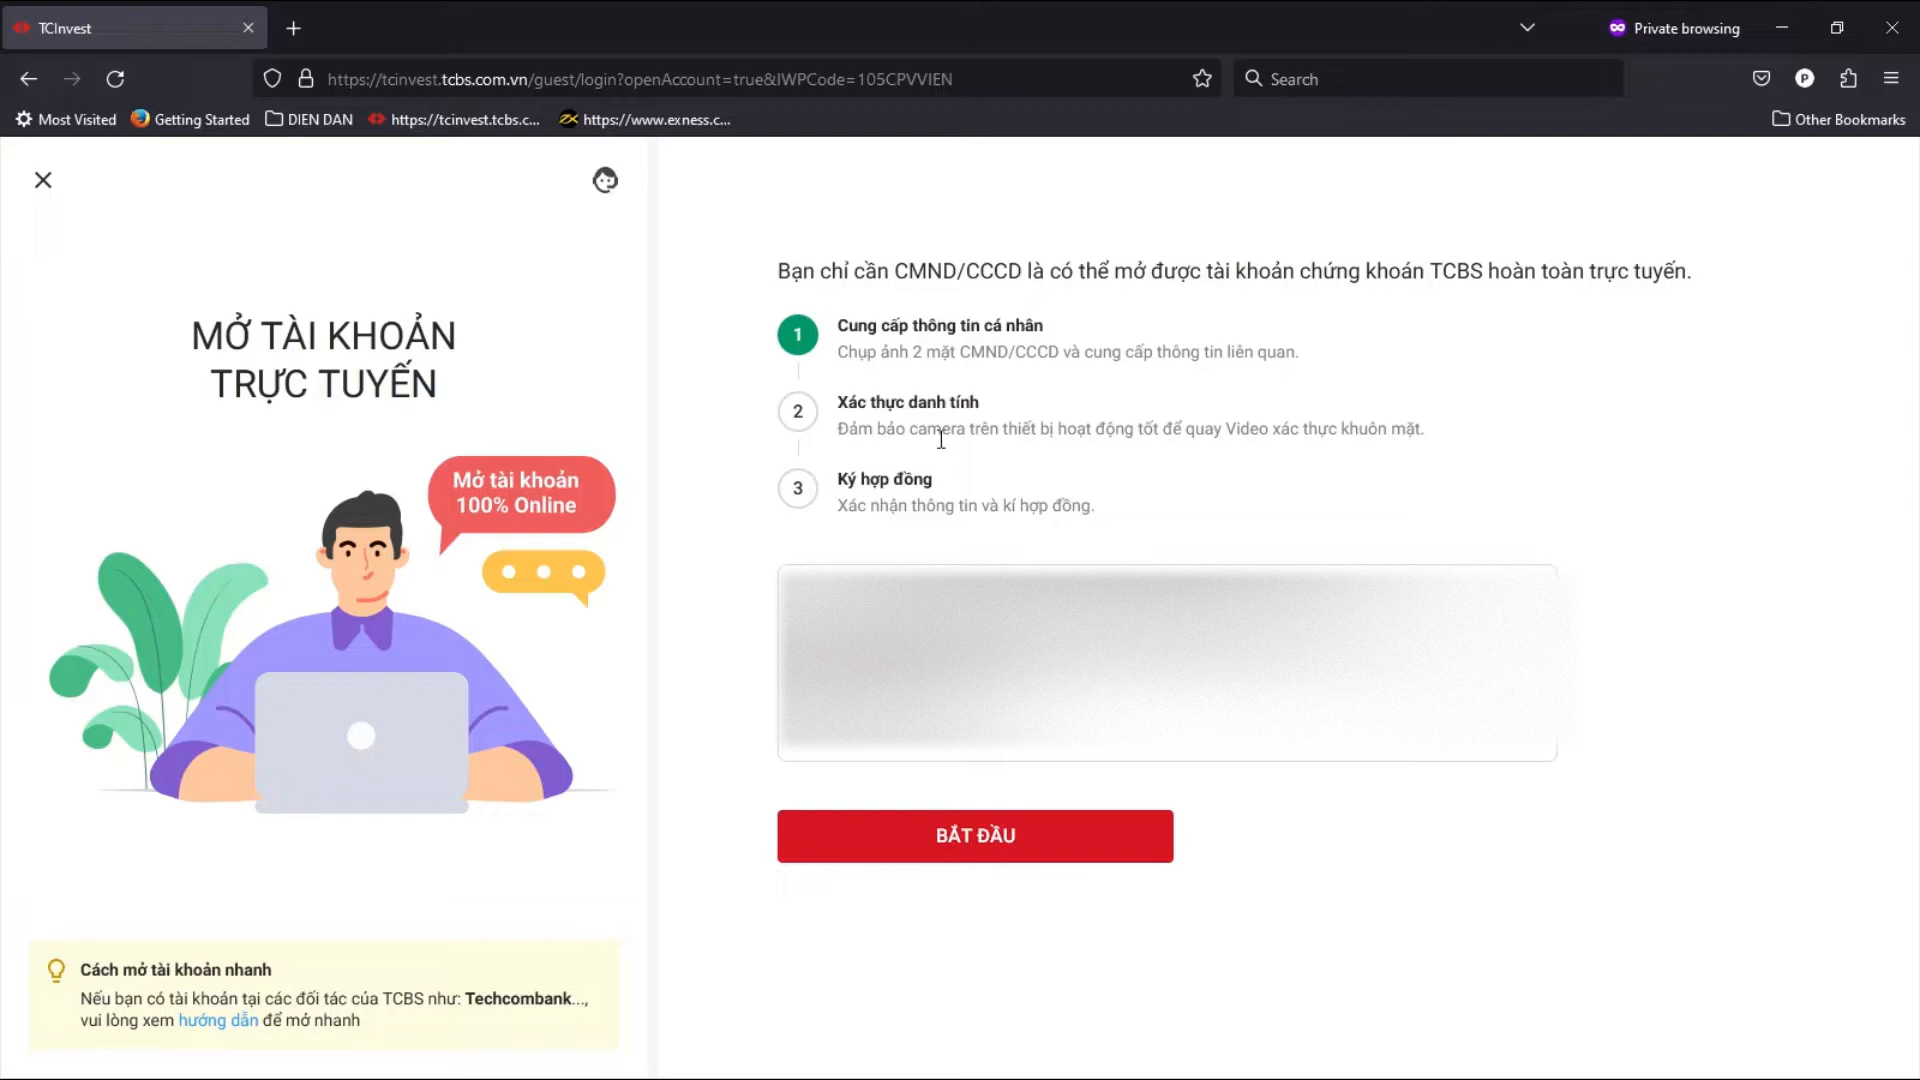 TCInvest
Private browsing
https://tcinvest.tcbs.com.vn/guest/login?openAccount=true&IWPCode=105CPVVIEN
Search
Most Visited
Getting Started
DIEN DAN
https://tcinvest.tcbs.c...
https://www.exness.c...
Other Bookmarks
MỞ TÀI KHOẢN
TRỰC TUYẾN
Mở tài khoản
100% Online
Cách mở tài khoản nhanh
Nếu bạn có tài khoản tại các đối tác của TCBS như: Techcombank...,
vui lòng xem hướng dẫn để mở nhanh
Bạn chỉ cần CMND/CCCD là có thể mở được tài khoản chứng khoán TCBS hoàn toàn trực tuyến.
1
Cung cấp thông tin cá nhân
Chụp ảnh 2 mặt CMND/CCCD và cung cấp thông tin liên quan.
2
Xác thực danh tính
Đảm bảo camera trên thiết bị hoạt động tốt để quay Video xác thực khuôn mặt.
3
Ký hợp đồng
Xác nhận thông tin và kí hợp đồng.
BẮT ĐẦU